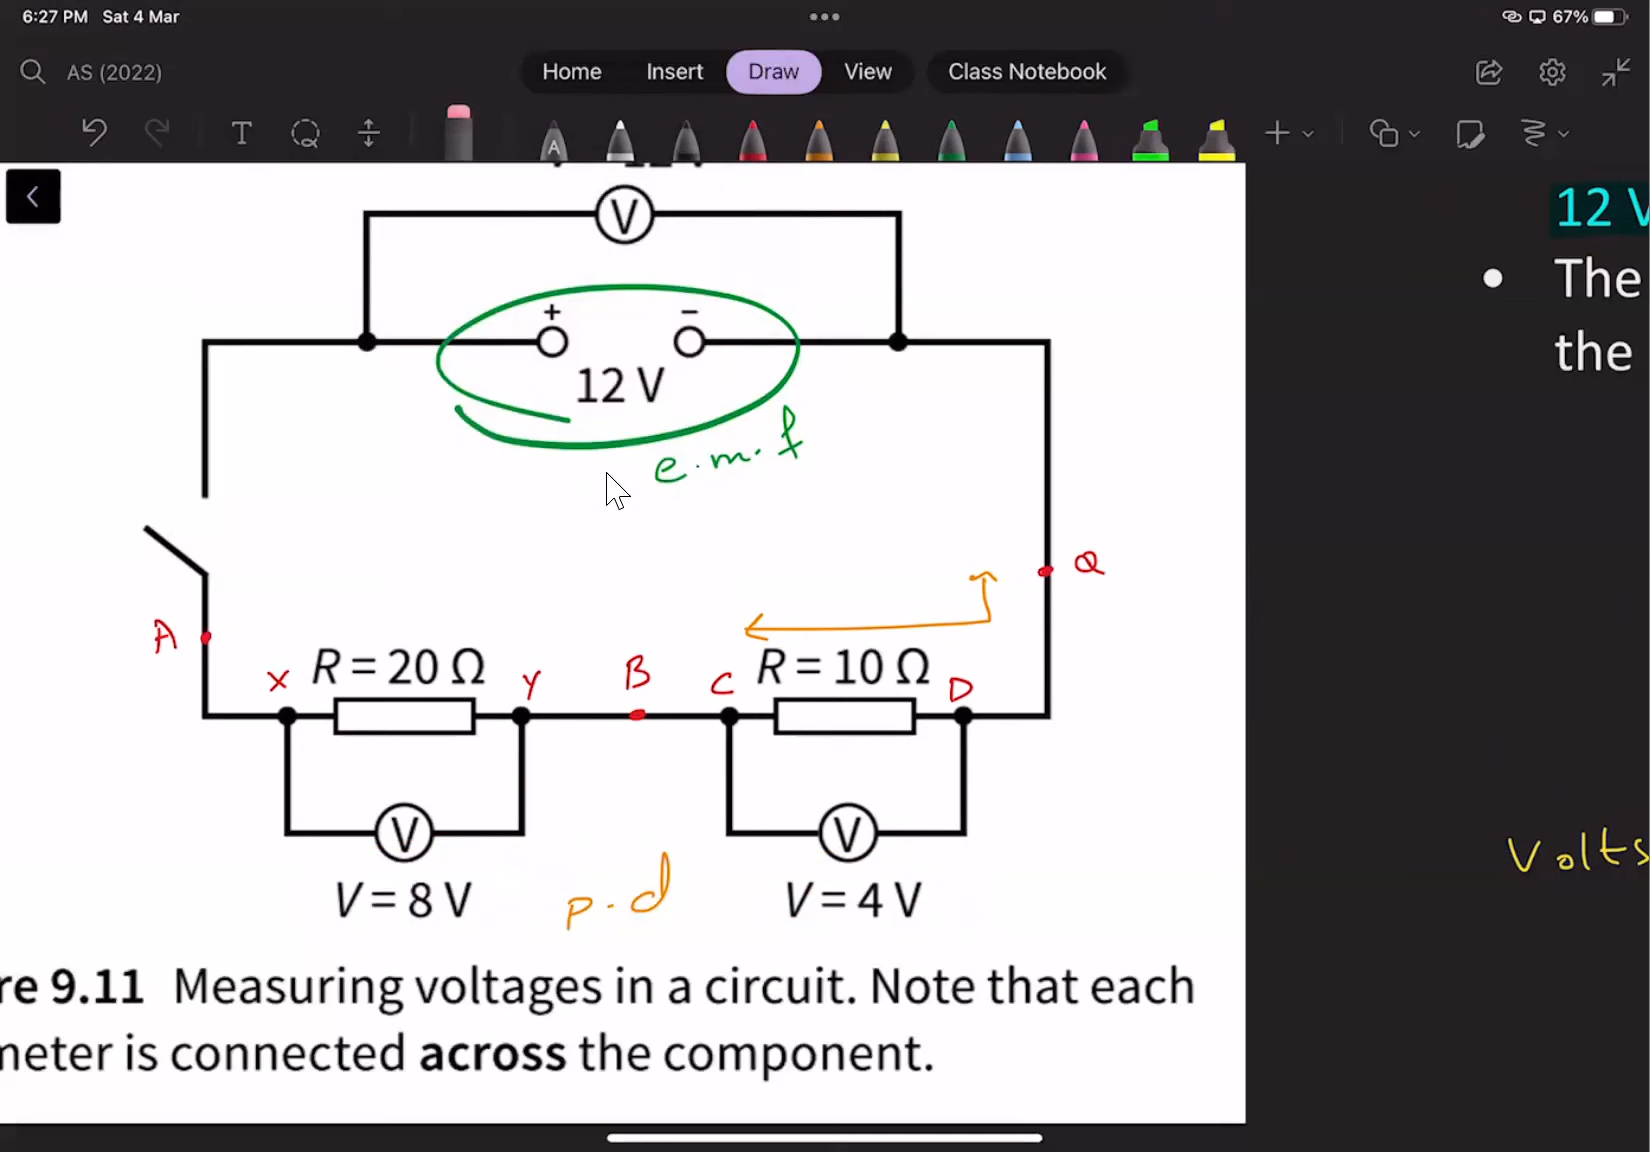 6:27 PM Sat 4 Mar
67%
AS (2022)
Home Insert Draw View Class Notebook
T
A
V
12 V
+ −
The
12 V
the
e.m.f
Q
A
X R = 20 Ω Y B C R = 10 Ω D
V V
Volts
V = 8 V p.d V = 4 V
re 9.11 Measuring voltages in a circuit. Note that each
meter is connected across the component.